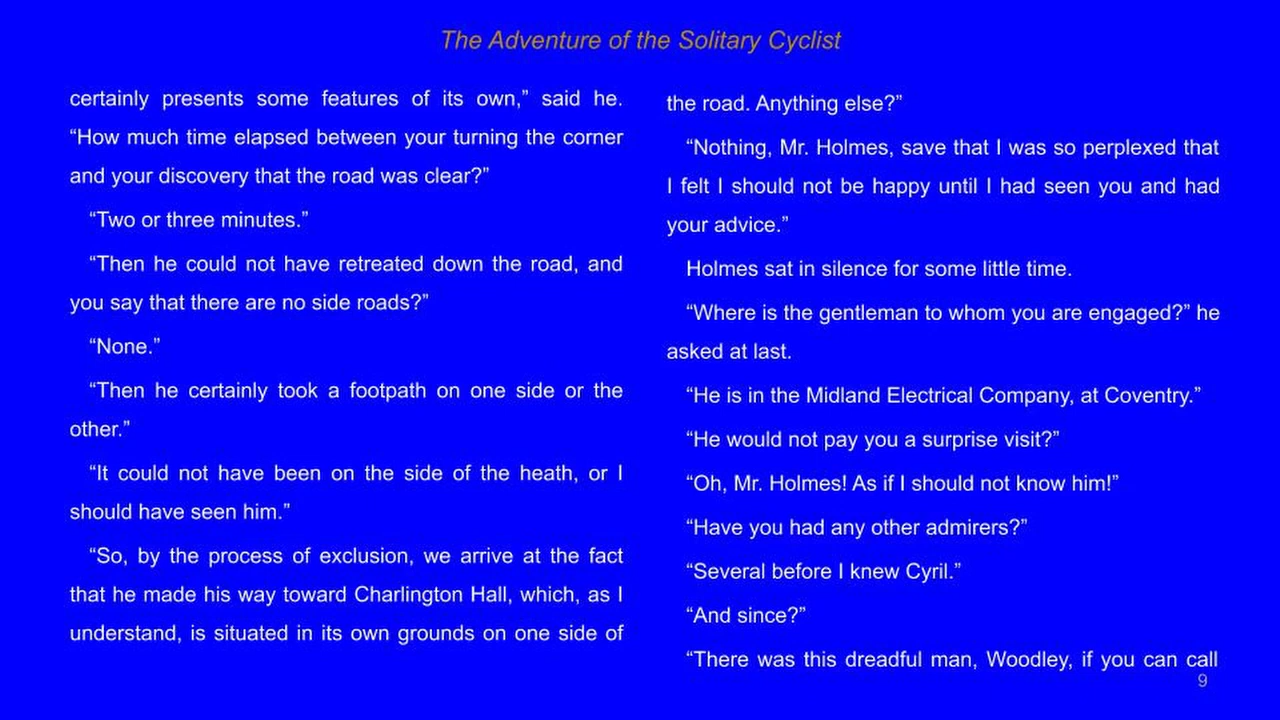 The Adventure of the Solitary Cyclist
certainly presents some features of its own,” said he.
“How much time elapsed between your turning the corner
and your discovery that the road was clear?”
“Two or three minutes.”
“Then he could not have retreated down the road, and
you say that there are no side roads?”
“None.”
“Then he certainly took a footpath on one side or the
other.”
“It could not have been on the side of the heath, or I
should have seen him.”
“So, by the process of exclusion, we arrive at the fact
that he made his way toward Charlington Hall, which, as I
understand, is situated in its own grounds on one side of
the road. Anything else?”
“Nothing, Mr. Holmes, save that I was so perplexed that
I felt I should not be happy until I had seen you and had
your advice.”
Holmes sat in silence for some little time.
“Where is the gentleman to whom you are engaged?” he
asked at last.
“He is in the Midland Electrical Company, at Coventry.”
“He would not pay you a surprise visit?”
“Oh, Mr. Holmes! As if I should not know him!”
“Have you had any other admirers?”
“Several before I knew Cyril.”
“And since?”
“There was this dreadful man, Woodley, if you can call
9